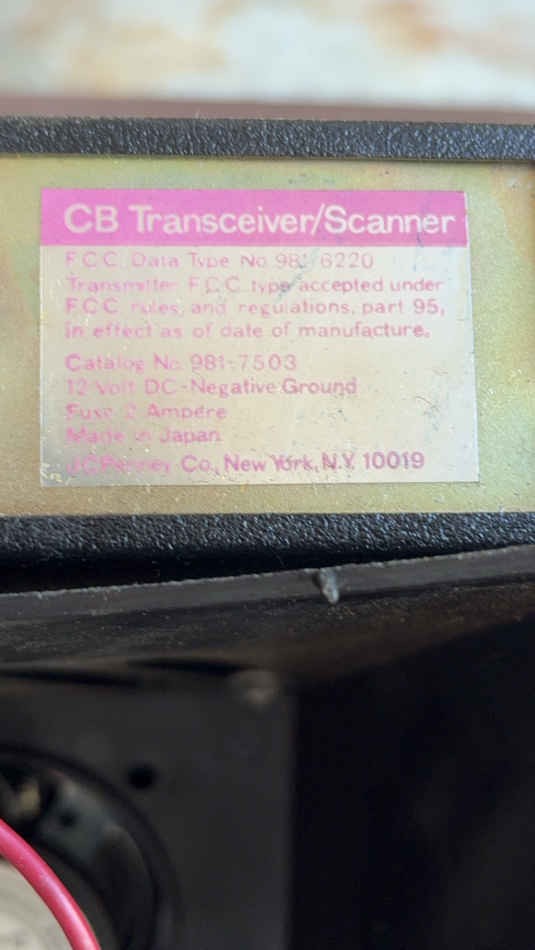 CB Transceiver/Scanner
F.C.C. Data Type No. 981-6220
Transmitter F.C.C. type accepted under
F.C.C. rules, and regulations, part 95,
in effect as of date of manufacture.
Catalog No. 981-7503
12 Volt DC-Negative Ground
Fuse 2 Ampere
Made in Japan
JCPenney Co., New York, N.Y. 10019